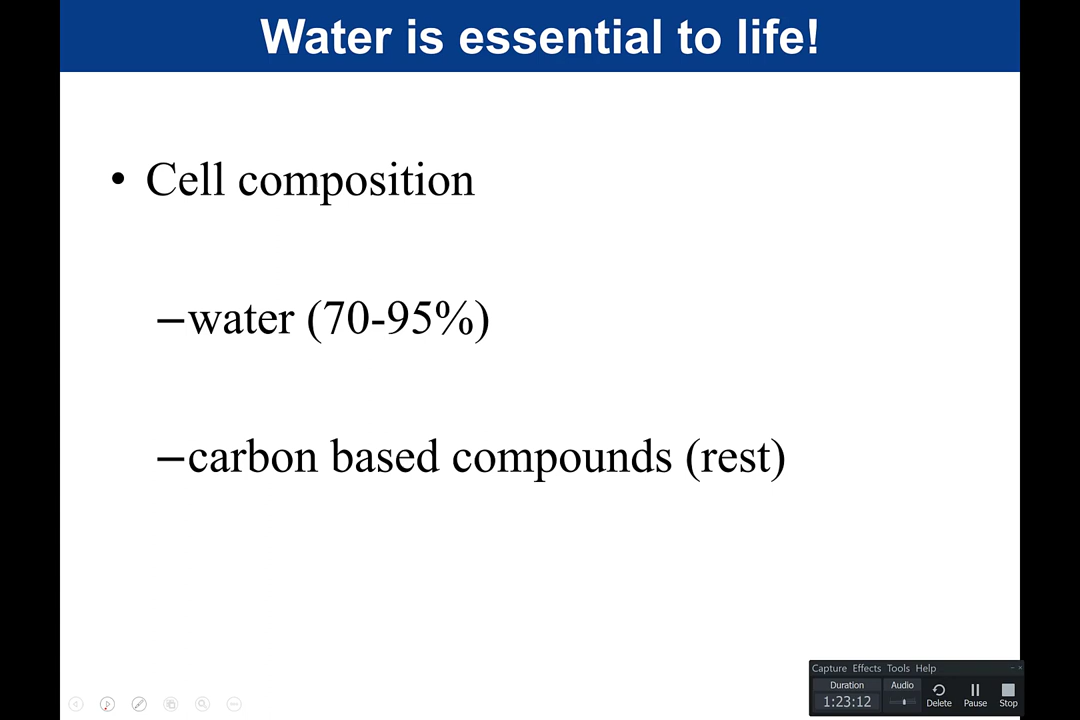 Water is essential to life!
• Cell composition
–water (70-95%)
–carbon based compounds (rest)
Capture Effects Tools Help
Duration Audio
1:23:12 Delete Pause Stop